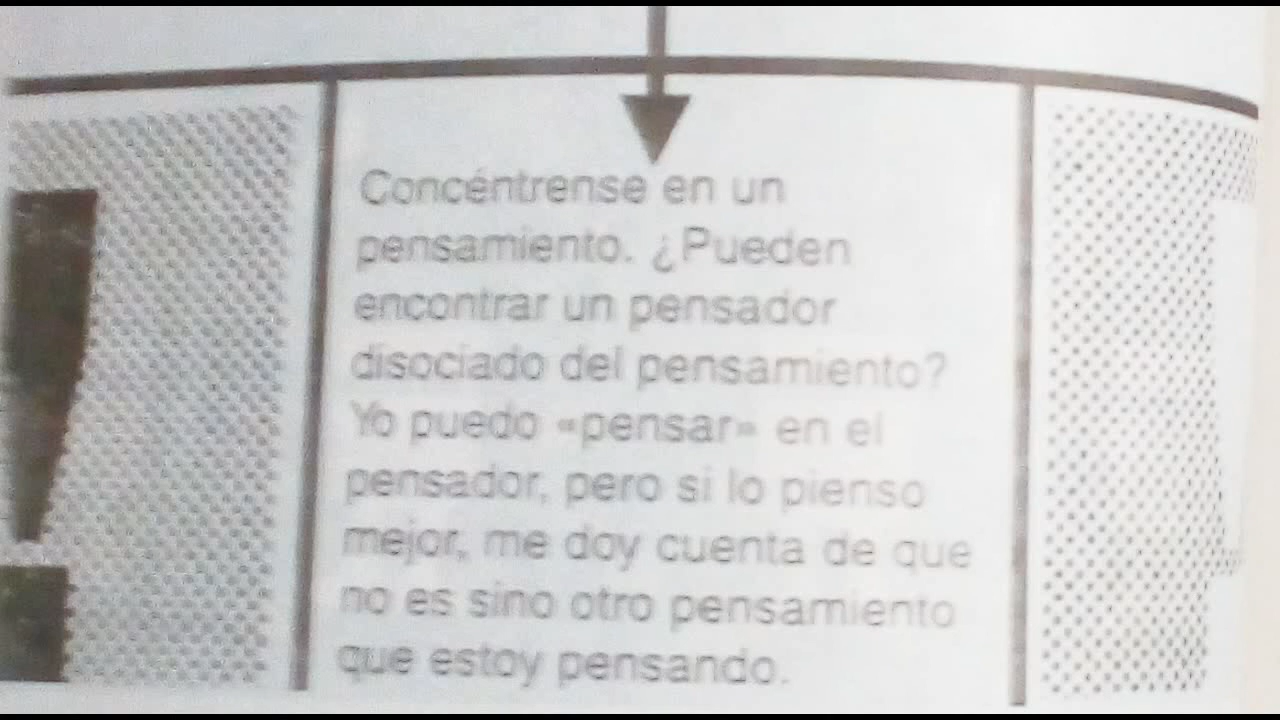 Concéntrense en un
pensamiento. ¿Pueden
encontrar un pensador
disociado del pensamiento?
Yo puedo «pensar» en el
pensador, pero si lo pienso
mejor, me doy cuenta de que
no es sino otro pensamiento
que estoy pensando.